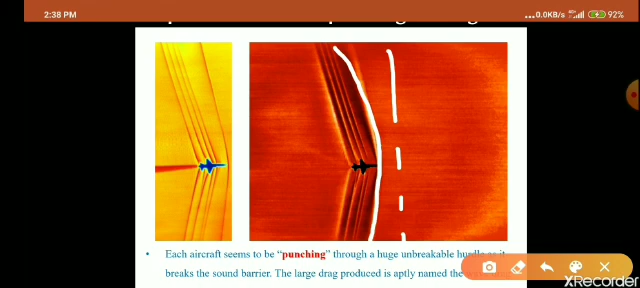 2:38 PM
...0.0KB/s 92%
• Each aircraft seems to be “punching” through a huge unbreakable hurdle as it
breaks the sound barrier. The large drag produced is aptly named the
XRecorder